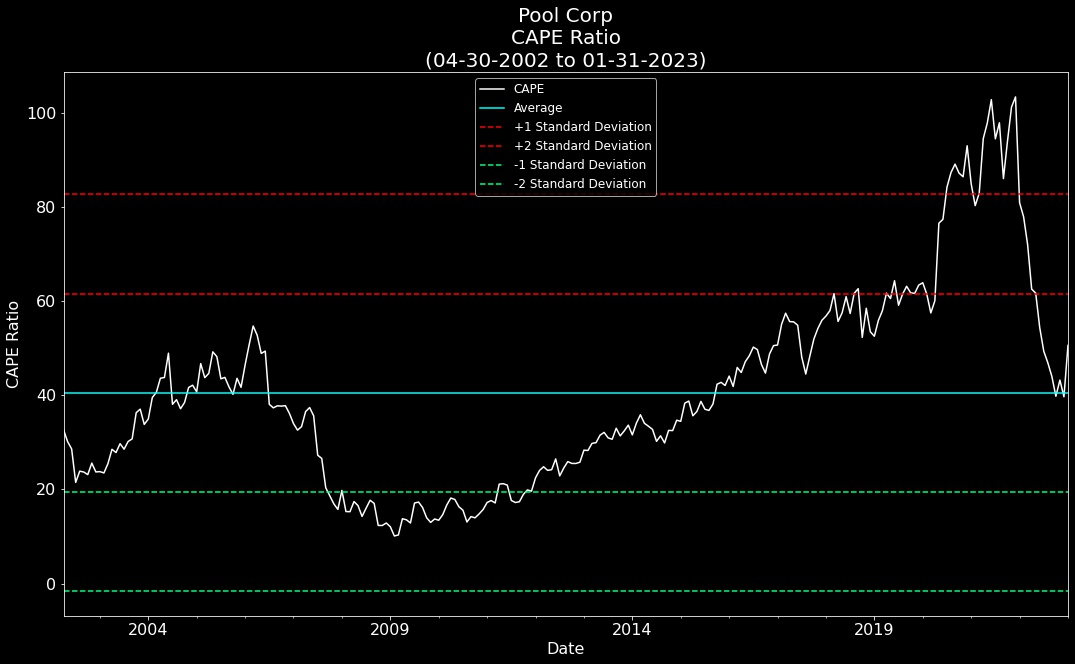 Pool Corp
CAPE Ratio
(04-30-2002 to 01-31-2023)
CAPE
Average
+1 Standard Deviation
+2 Standard Deviation
-1 Standard Deviation
-2 Standard Deviation
100
80
60
40
20
0
CAPE Ratio
2004 2009 2014 2019
Date